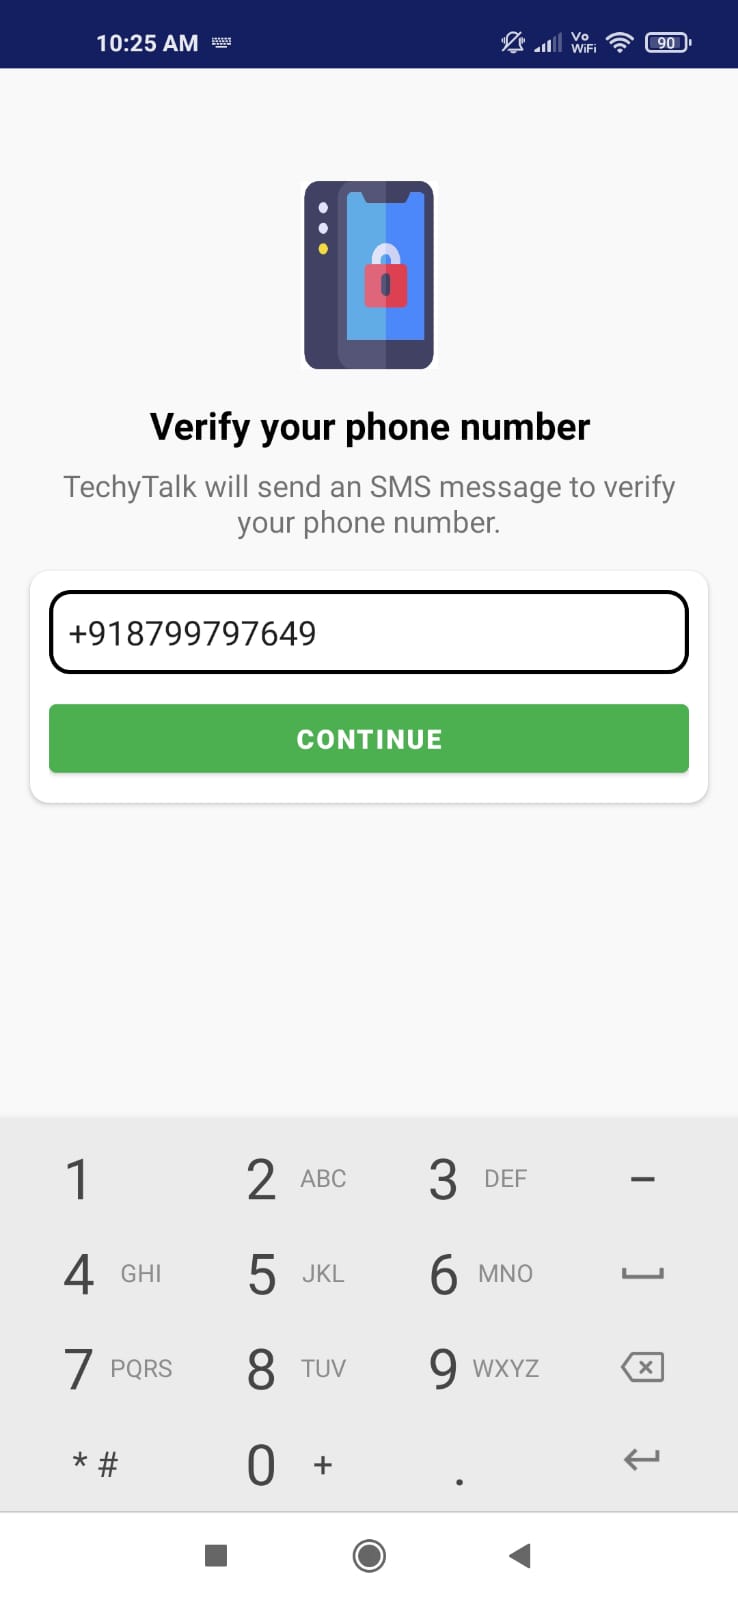 10:25 AM
Vo
WiFi
90
Verify your phone number
TechyTalk will send an SMS message to verify
your phone number.
+918799797649
CONTINUE
1 2 ABC 3 DEF –
4 GHI 5 JKL 6 MNO
7 PQRS 8 TUV 9 WXYZ
* # 0 + .